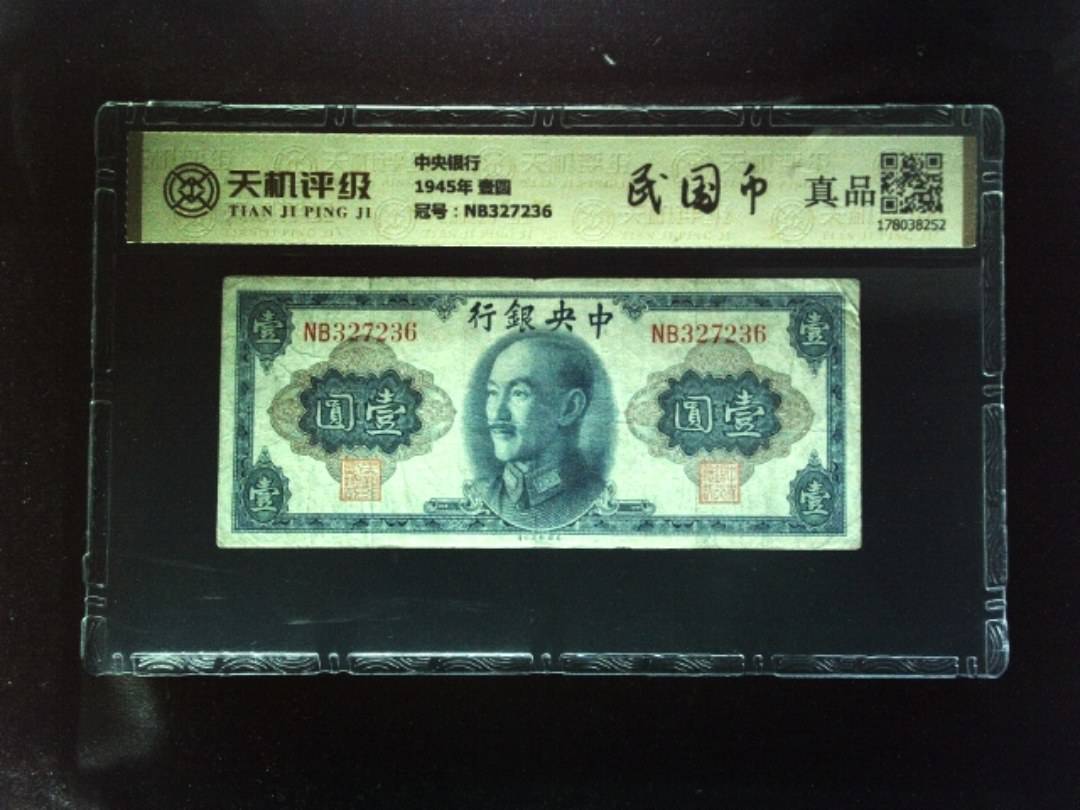 天机评级
TIAN JI PING JI
中央银行
1945年 壹圆
冠号：NB327236
民国币
真品
178038252
行銀央中
NB327236
NB327236
壹
壹
圓壹
圓壹
壹
壹